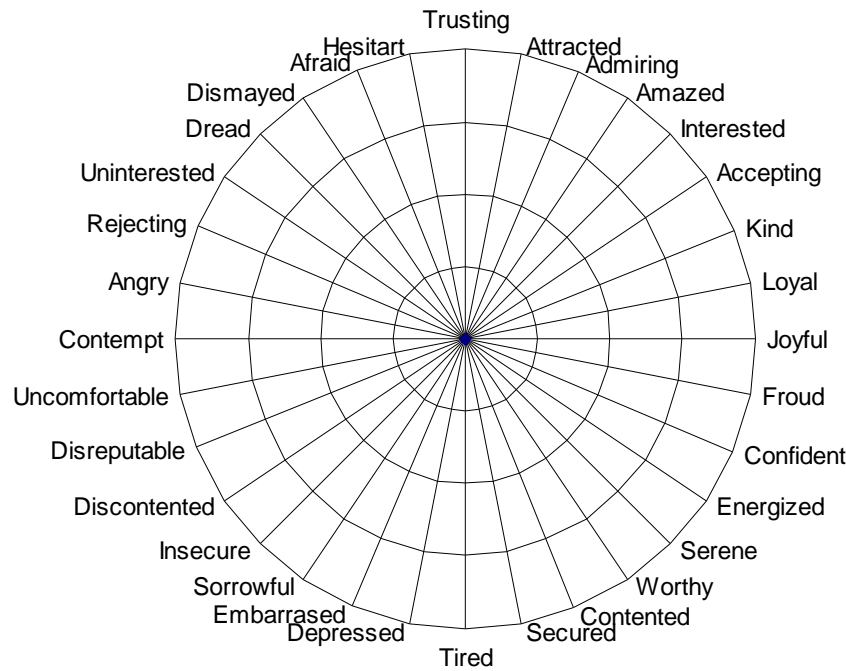 Trusting
Attracted
Admiring
Amazed
Interested
Accepting
Kind
Loyal
Joyful
Froud
Confident
Energized
Serene
Worthy
Contented
Secured
Tired
Depressed
Embarrased
Sorrowful
Insecure
Discontented
Disreputable
Uncomfortable
Contempt
Angry
Rejecting
Uninterested
Dread
Dismayed
Afraid
Hesitart